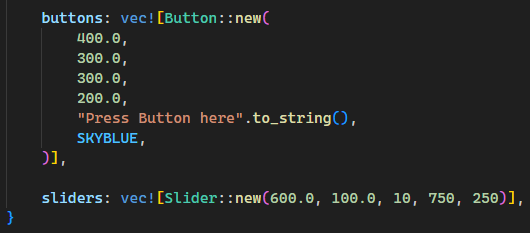 buttons: vec![Button::new(
400.0,
300.0,
300.0,
200.0,
"Press Button here".to_string(),
SKYBLUE,
)],
sliders: vec![Slider::new(600.0, 100.0, 10, 750, 250)],
}